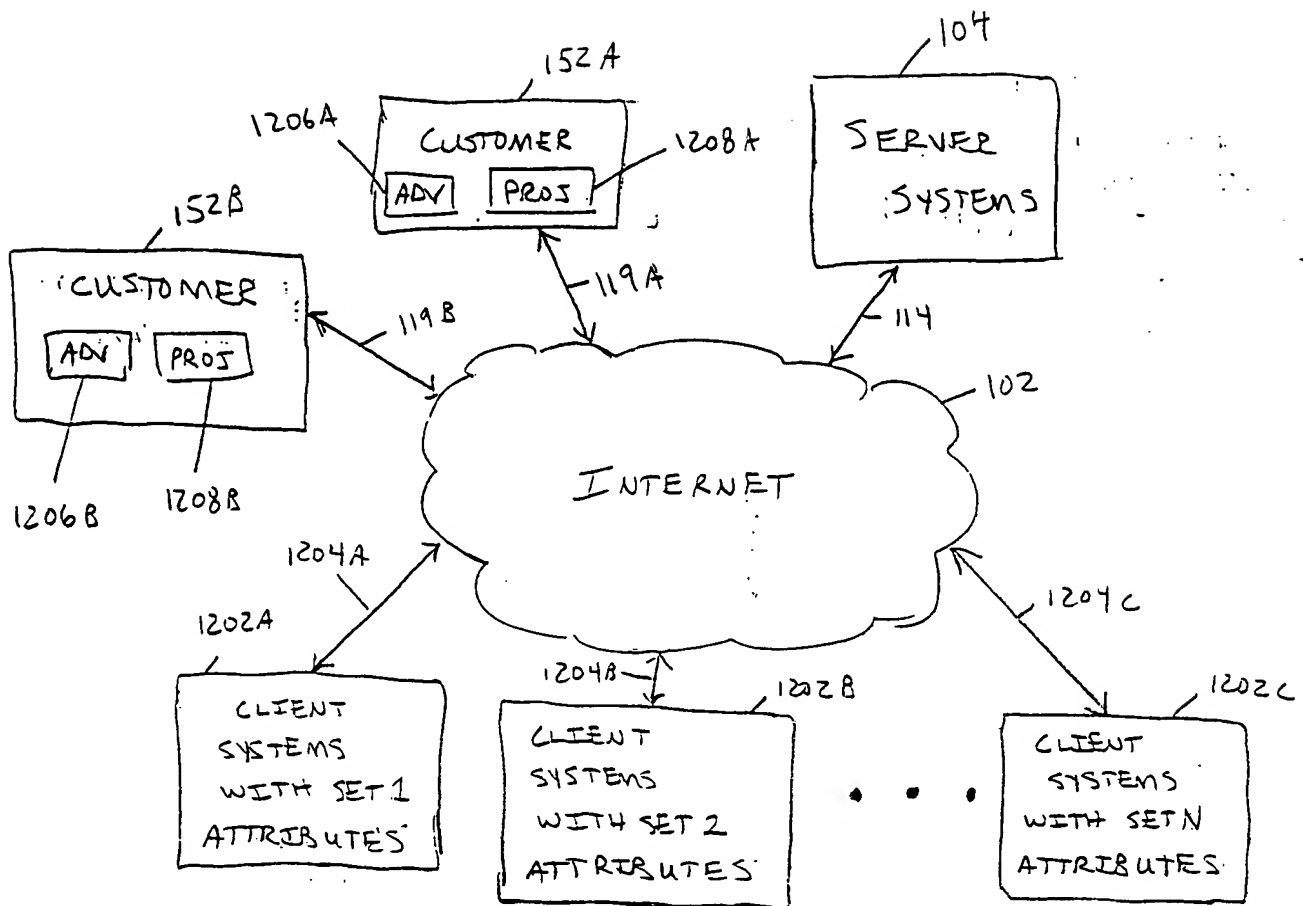 104
152A
1206A
CUSTOMER
1208A
ADV
PROJ
SERVER
SYSTEMS
152B
CUSTOMER
ADV
PROJ
119B
119A
114
102
INTERNET
1206B
1208B
1204A
1202A
1204B
1202B
1204C
1202C
CLIENT
SYSTEMS
WITH SET 1
ATTRIBUTES
CLIENT
SYSTEMS
WITH SET 2
ATTRIBUTES
• • •
CLIENT
SYSTEMS
WITH SET N
ATTRIBUTES